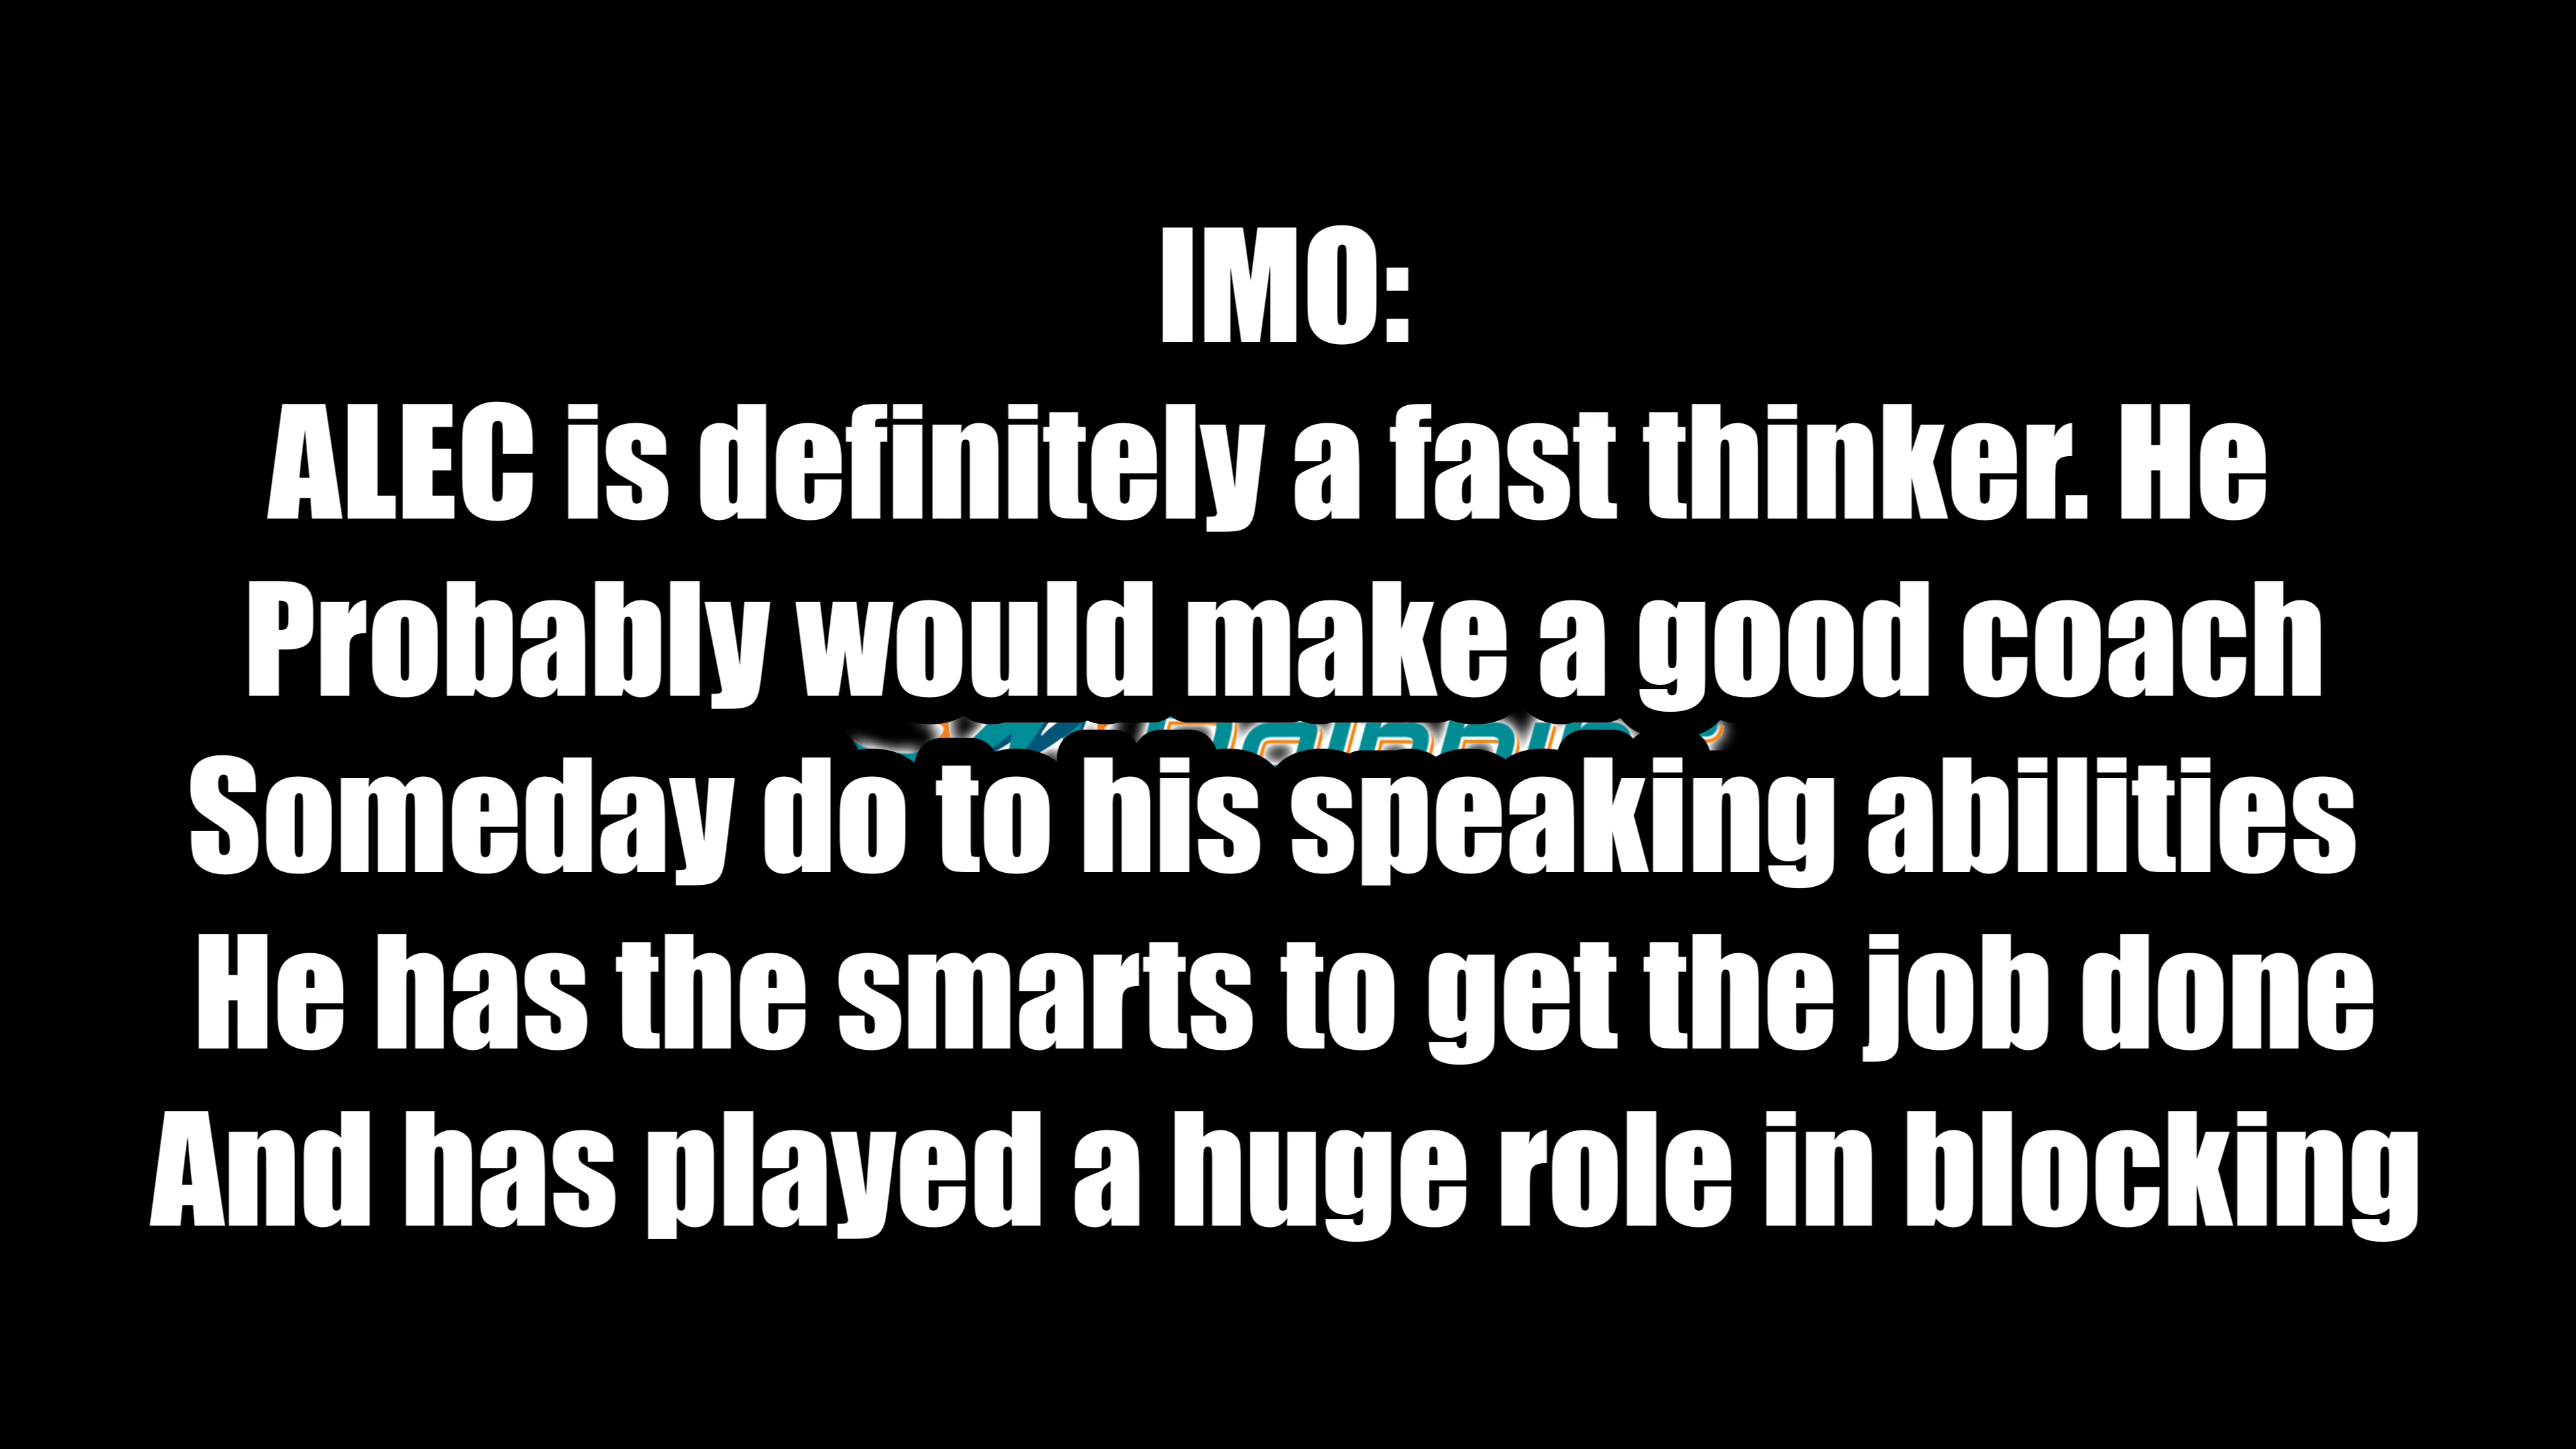 IMO:
ALEC is definitely a fast thinker. He
Probably would make a good coach
Someday do to his speaking abilities
He has the smarts to get the job done
And has played a huge role in blocking